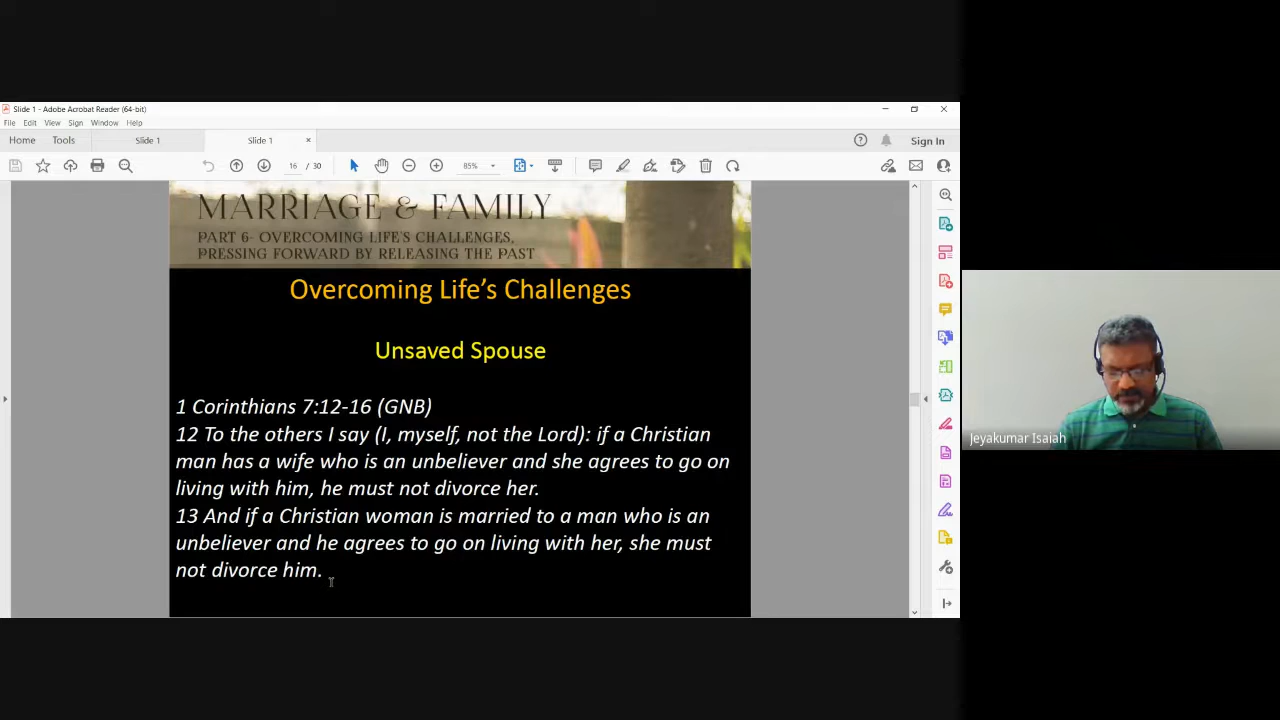 Slide 1 - Adobe Acrobat Reader (64-bit)
File Edit View Sign Window Help
Home Tools Slide 1 Slide 1 Sign In
16 / 30 85%
MARRIAGE & FAMILY
PART 6- OVERCOMING LIFE'S CHALLENGES,
PRESSING FORWARD BY RELEASING THE PAST
Overcoming Life's Challenges
Unsaved Spouse
1 Corinthians 7:12-16 (GNB)
12 To the others I say (I, myself, not the Lord): if a Christian
man has a wife who is an unbeliever and she agrees to go on
living with him, he must not divorce her.
13 And if a Christian woman is married to a man who is an
unbeliever and he agrees to go on living with her, she must
not divorce him.
Jeyakumar Isaiah